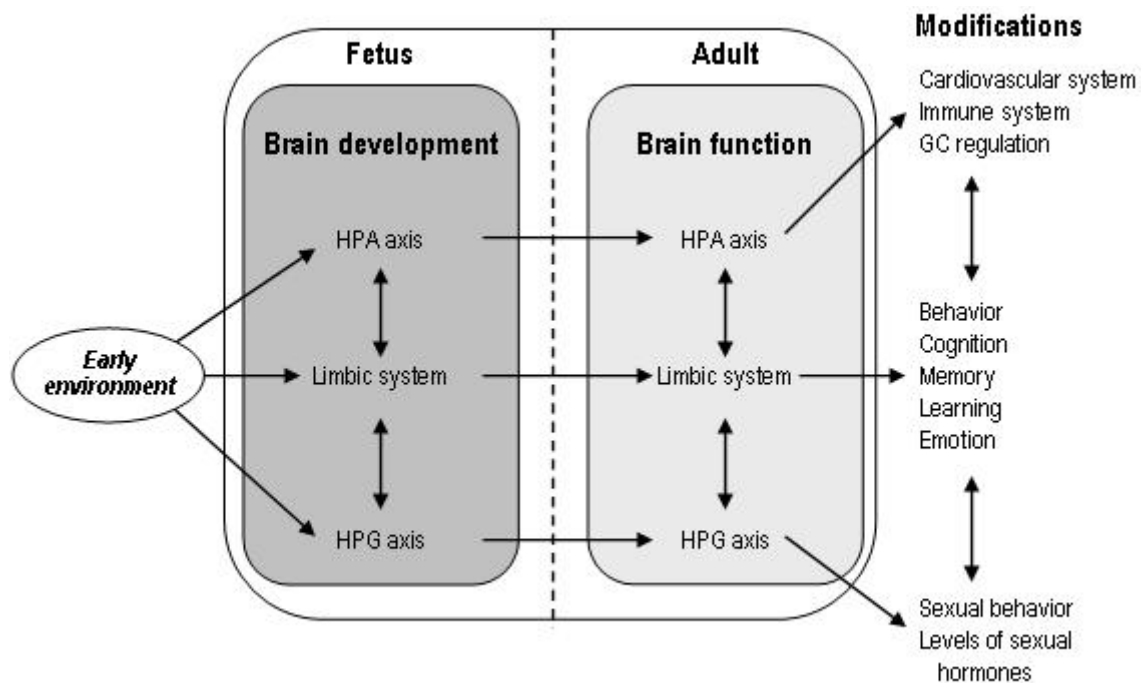 Modifications
Fetus
Adult
Cardiovascular system
Immune system
GC regulation
Brain development
Brain function
HPA axis
HPA axis
Behavior
Cognition
Memory
Learning
Emotion
Early
environment
Limbic system
Limbic system
HPG axis
HPG axis
Sexual behavior
Levels of sexual
hormones